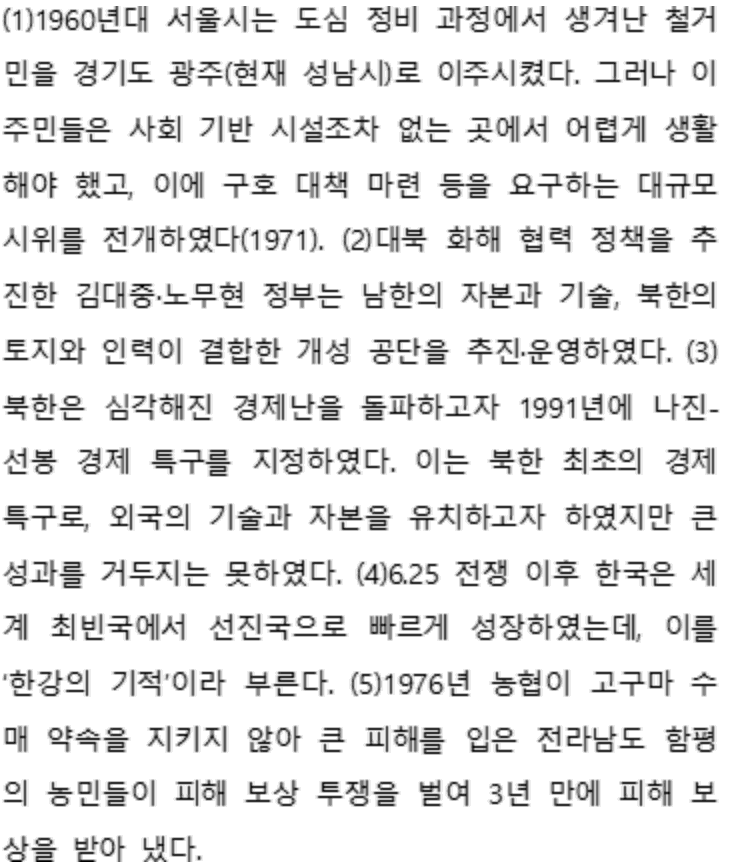 (1)1960년대 서울시는 도심 정비 과정에서 생겨난 철거
민을 경기도 광주(현재 성남시)로 이주시켰다. 그러나 이
주민들은 사회 기반 시설조차 없는 곳에서 어렵게 생활
해야 했고, 이에 구호 대책 마련 등을 요구하는 대규모
시위를 전개하였다(1971). (2)대북 화해 협력 정책을 추
진한 김대중·노무현 정부는 남한의 자본과 기술, 북한의
토지와 인력이 결합한 개성 공단을 추진·운영하였다. (3)
북한은 심각해진 경제난을 돌파하고자 1991년에 나진-
선봉 경제 특구를 지정하였다. 이는 북한 최초의 경제
특구로, 외국의 기술과 자본을 유치하고자 하였지만 큰
성과를 거두지는 못하였다. (4)6.25 전쟁 이후 한국은 세
계 최빈국에서 선진국으로 빠르게 성장하였는데, 이를
'한강의 기적'이라 부른다. (5)1976년 농협이 고구마 수
매 약속을 지키지 않아 큰 피해를 입은 전라남도 함평
의 농민들이 피해 보상 투쟁을 벌여 3년 만에 피해 보
상을 받아 냈다.